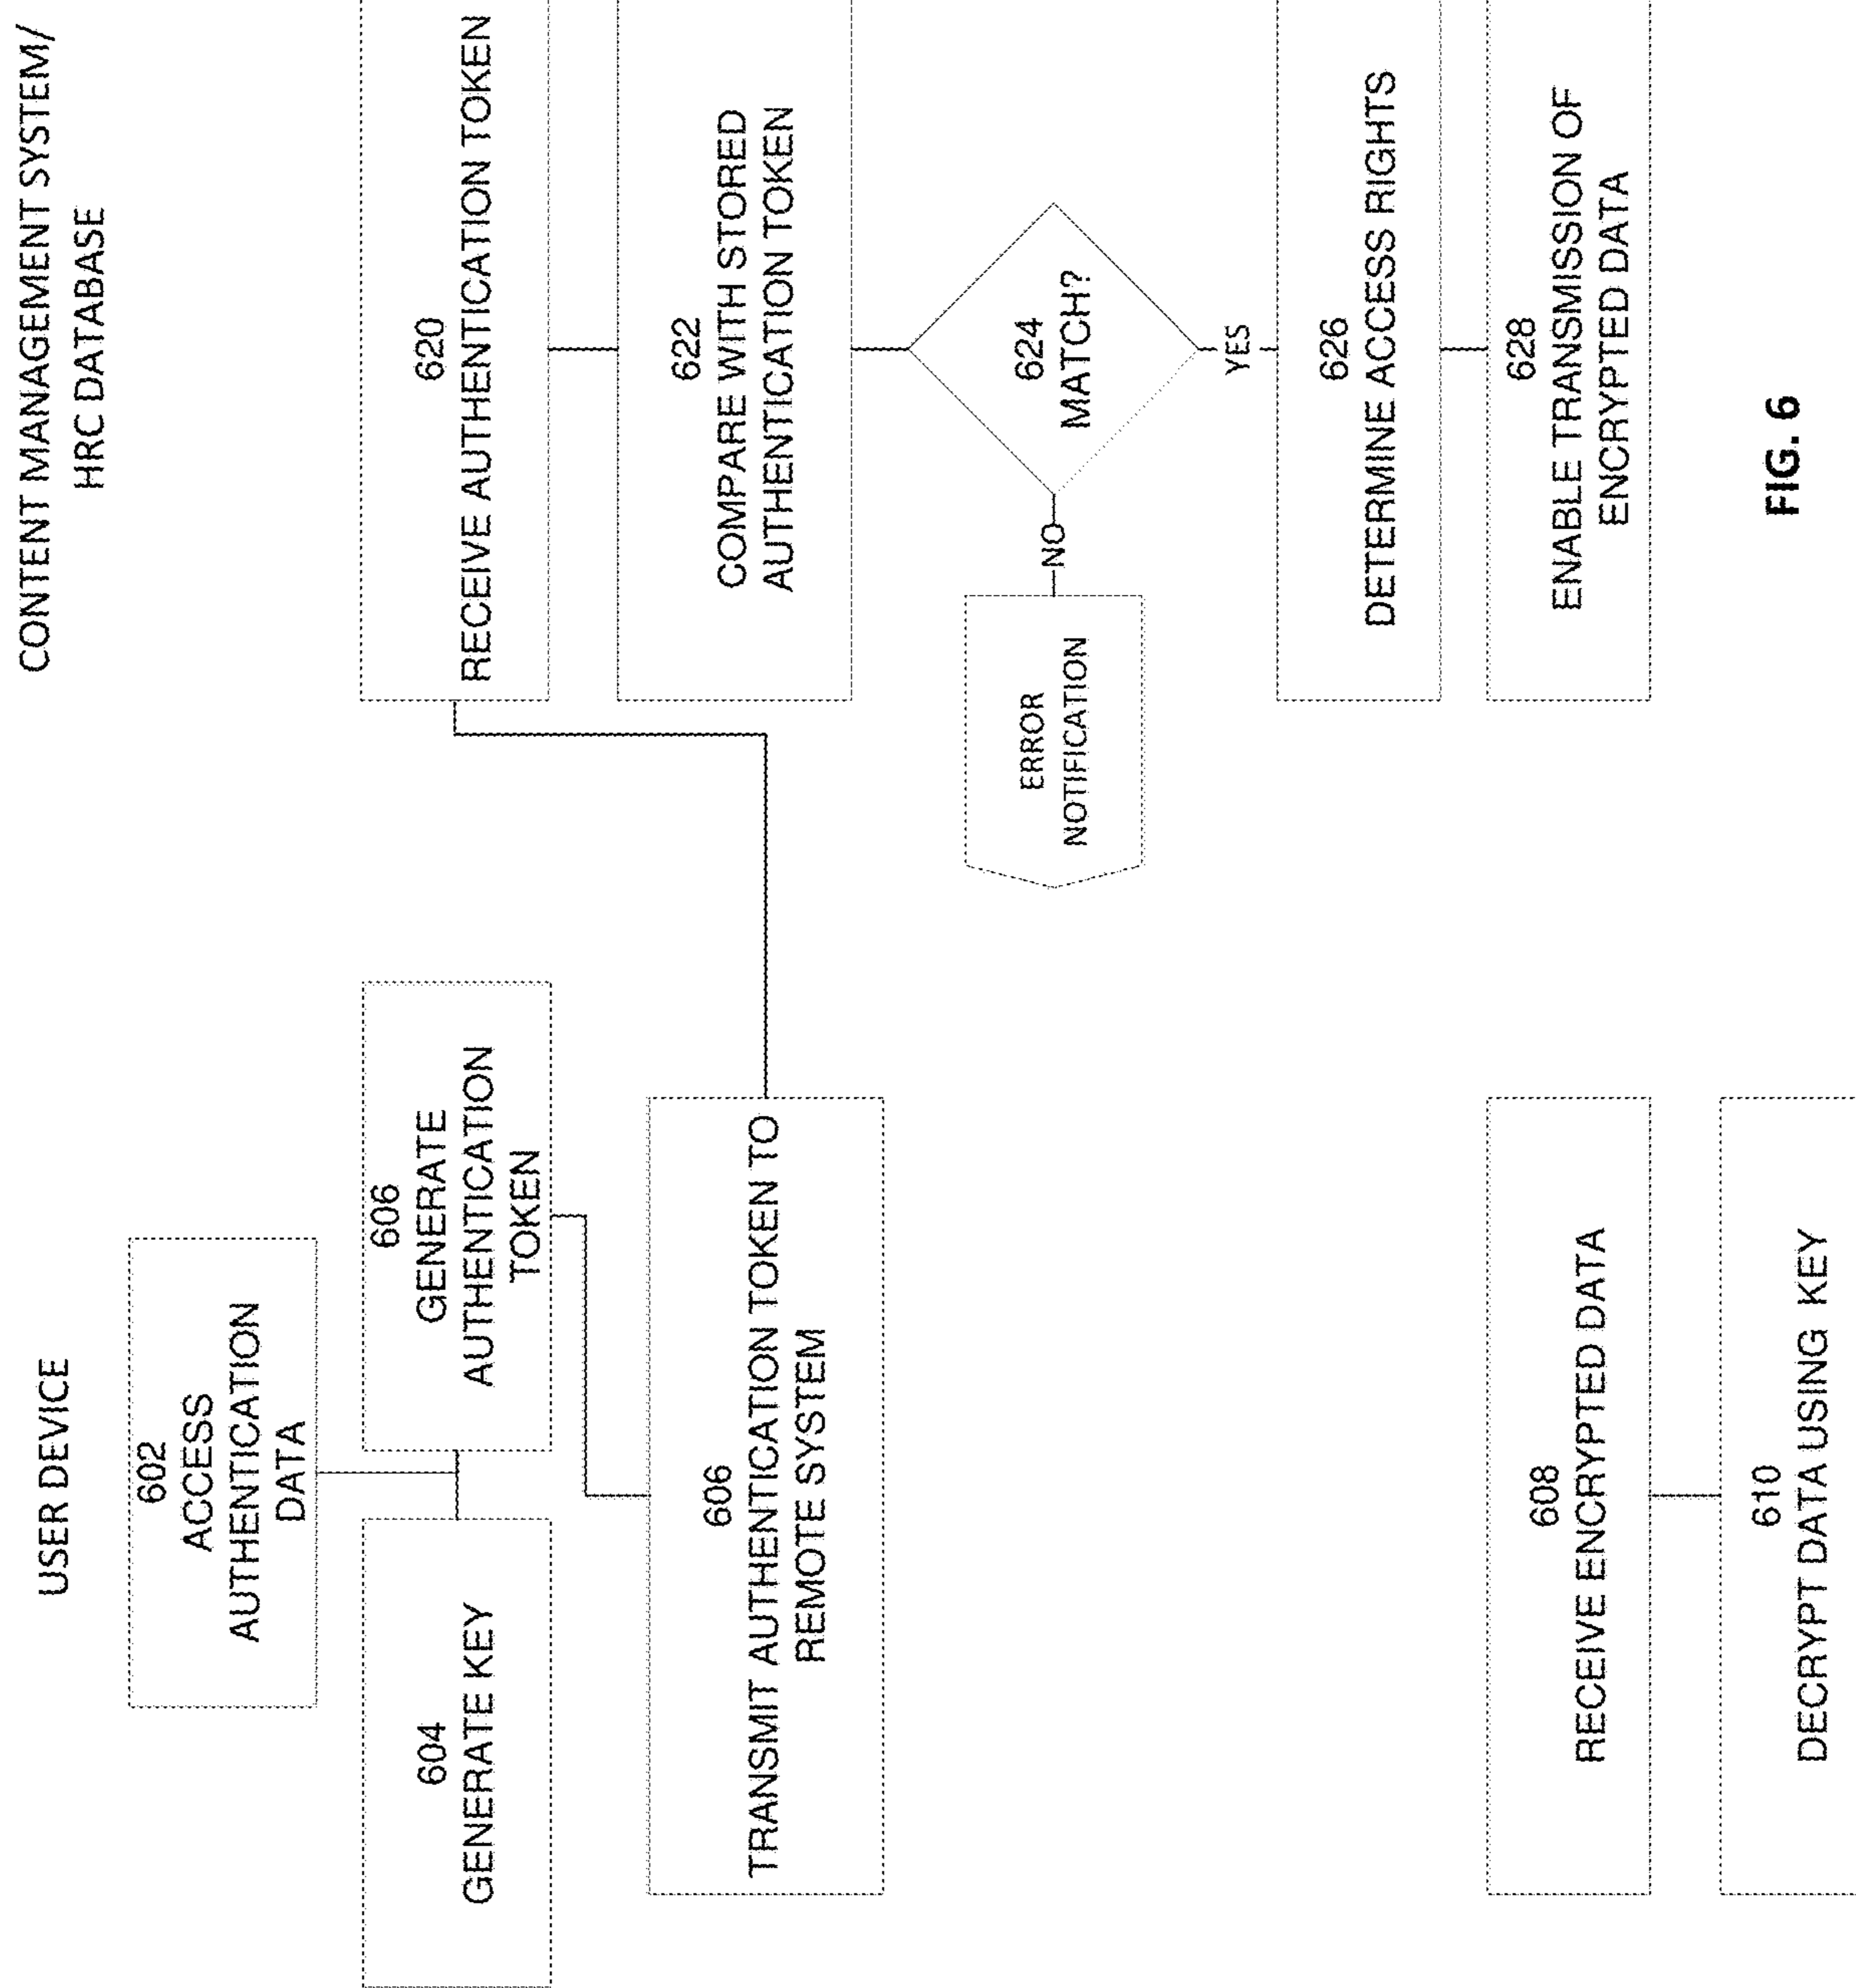 USER DEVICE
602
ACCESS
AUTHENTICATION
DATA
604
GENERATE KEY
606
GENERATE
AUTHENTICATION
TOKEN
606
TRANSMIT AUTHENTICATION TOKEN TO
REMOTE SYSTEM
608
RECEIVE ENCRYPTED DATA
610
DECRYPT DATA USING KEY
CONTENT MANAGEMENT SYSTEM/
HRC DATABASE
620
RECEIVE AUTHENTICATION TOKEN
622
COMPARE WITH STORED
AUTHENTICATION TOKEN
624
MATCH?
NO
ERROR
NOTIFICATION
YES
626
DETERMINE ACCESS RIGHTS
628
ENABLE TRANSMISSION OF
ENCRYPTED DATA
FIG. 6